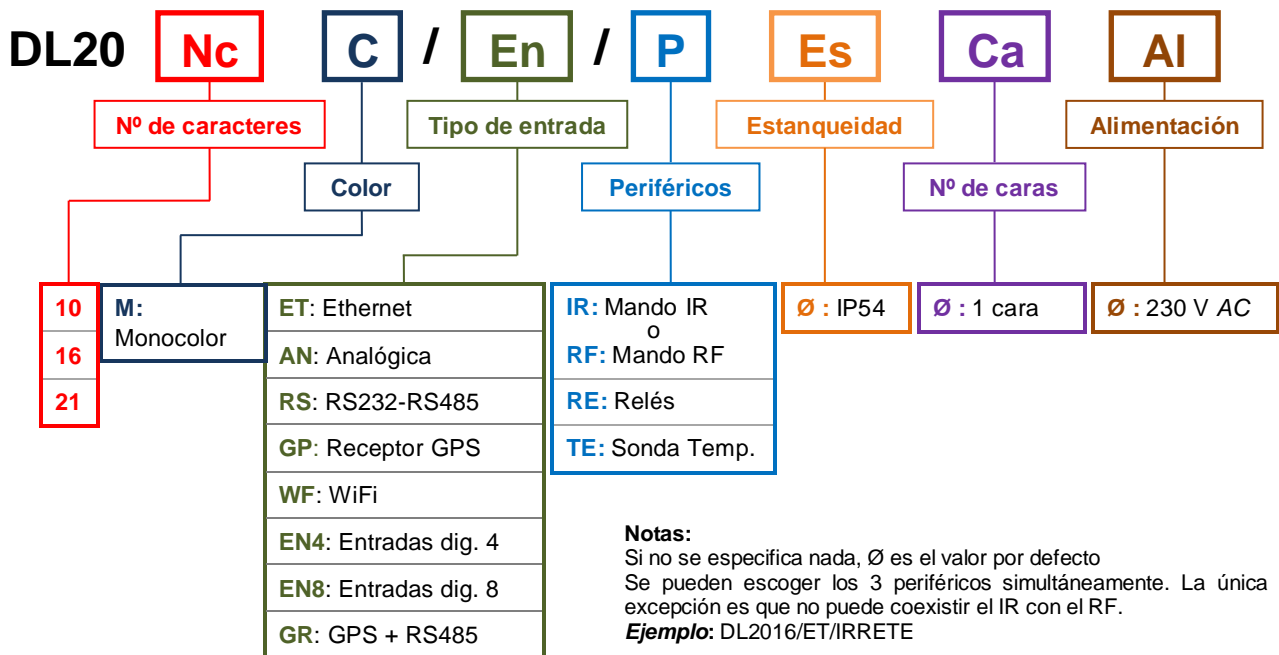 DL20 Nc C / En / P Es Ca Al
Nº de caracteres
Tipo de entrada
Estanqueidad
Alimentación
Color
Periféricos
Nº de caras
10
16
21
M:
Monocolor
ET: Ethernet
AN: Analógica
RS: RS232-RS485
GP: Receptor GPS
WF: WiFi
EN4: Entradas dig. 4
EN8: Entradas dig. 8
GR: GPS + RS485
IR: Mando IR
o
RF: Mando RF
RE: Relés
TE: Sonda Temp.
Ø : IP54
Ø : 1 cara
Ø : 230 V AC
Notas:
Si no se especifica nada, Ø es el valor por defecto
Se pueden escoger los 3 periféricos simultáneamente. La única
excepción es que no puede coexistir el IR con el RF.
Ejemplo: DL2016/ET/IRRETE